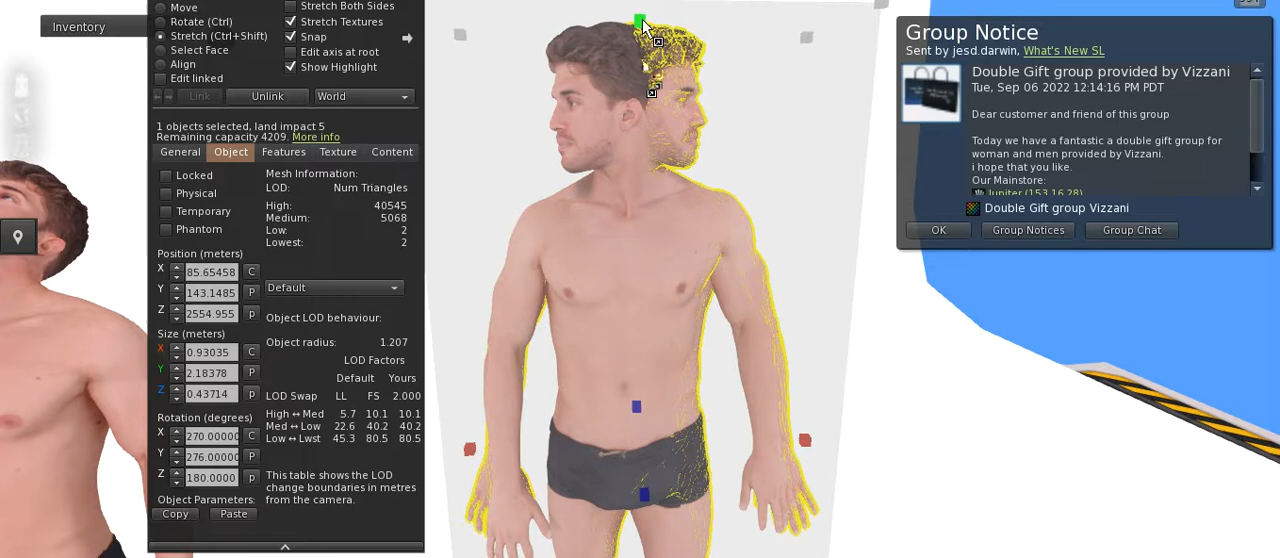 Inventory
Move
Rotate (Ctrl)
Stretch (Ctrl+Shift)
Select Face
Align
Edit linked
Stretch Both Sides
Stretch Textures
Snap
Edit axis at root
Show Highlight
Link
Unlink
World
1 objects selected, land impact 5
Remaining capacity 4209. More info
General
Object
Features
Texture
Content
Locked
Physical
Temporary
Phantom
Position (meters)
X 85.65458 C
Y 143.1485 P
Z 2554.955 p
Size (meters)
X 0.93035 C
Y 2.18378 P
Z 0.43714 p
Rotation (degrees)
X 270.00000 C
Y 276.00000 P
Z 180.0000 p
Object Parameters:
Copy
Paste
Mesh Information:
LOD: Num Triangles
High: 40545
Medium: 5068
Low: 2
Lowest: 2
Default
Object LOD behaviour:
Object radius: 1.207
LOD Factors
Default Yours
LOD Swap LL FS 2.000
High ↔ Med 5.7 10.1 10.1
Med ↔ Low 22.6 40.2 40.2
Low ↔ Lwst 45.3 80.5 80.5
This table shows the LOD
change boundaries in metres
from the camera.
Group Notice
Sent by jesd.darwin, What's New SL
Double Gift group provided by Vizzani
Tue, Sep 06 2022 12:14:16 PM PDT
Dear customer and friend of this group
Today we have a fantastic a double gift group for
woman and men provided by Vizzani.
i hope that you like.
Our Mainstore:
Jupiter (153,16,28)
Double Gift group Vizzani
OK
Group Notices
Group Chat